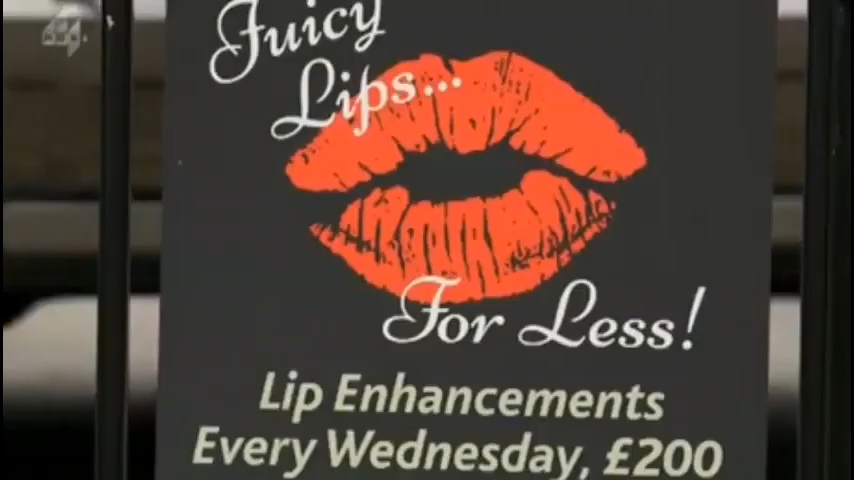 Juicy
Lips...
For Less!
Lip Enhancements
Every Wednesday, £200